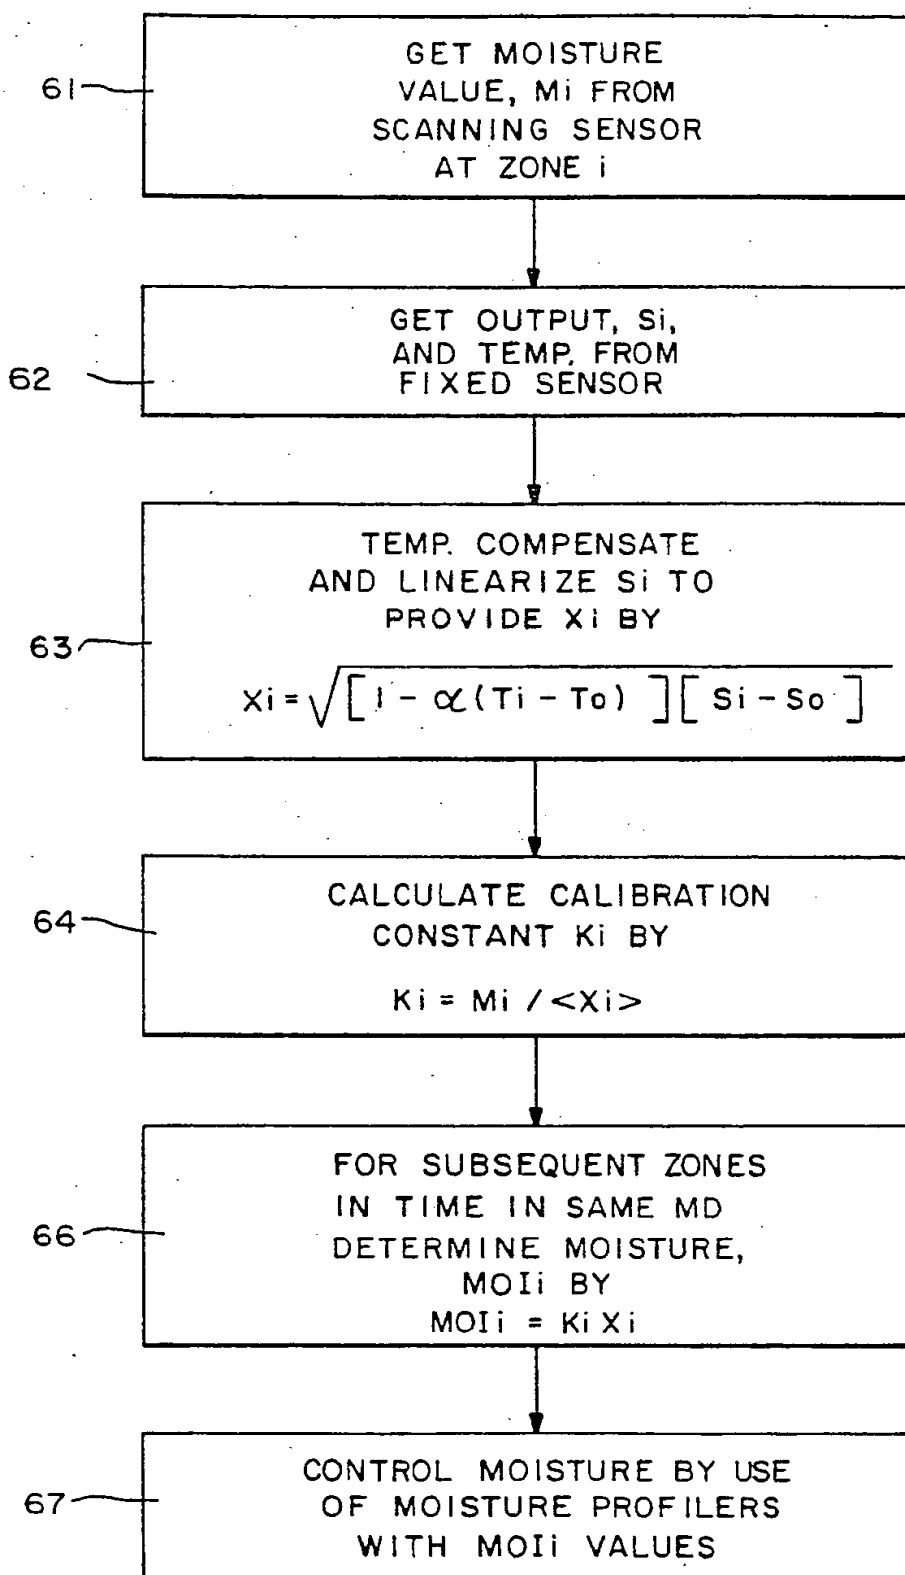 61
GET MOISTURE
VALUE, Mi FROM
SCANNING SENSOR
AT ZONE i
62
GET OUTPUT, Si,
AND TEMP. FROM
FIXED SENSOR
63
TEMP. COMPENSATE
AND LINEARIZE Si TO
PROVIDE Xi BY
Xi = √[1 - α(Ti - To)][Si - So]
64
CALCULATE CALIBRATION
CONSTANT Ki BY
Ki = Mi / <Xi>
66
FOR SUBSEQUENT ZONES
IN TIME IN SAME MD
DETERMINE MOISTURE,
MOIi BY
MOIi = Ki Xi
67
CONTROL MOISTURE BY USE
OF MOISTURE PROFILERS
WITH MOIi VALUES